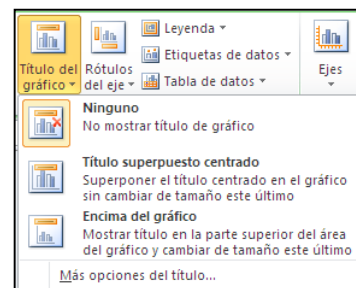 Leyenda
Etiquetas de datos
Título del gráfico
Rótulos del eje
Tabla de datos
Ejes
Ninguno
No mostrar título de gráfico
Título superpuesto centrado
Superponer el título centrado en el gráfico
sin cambiar de tamaño este último
Encima del gráfico
Mostrar título en la parte superior del área
del gráfico y cambiar de tamaño este último
Más opciones del título...